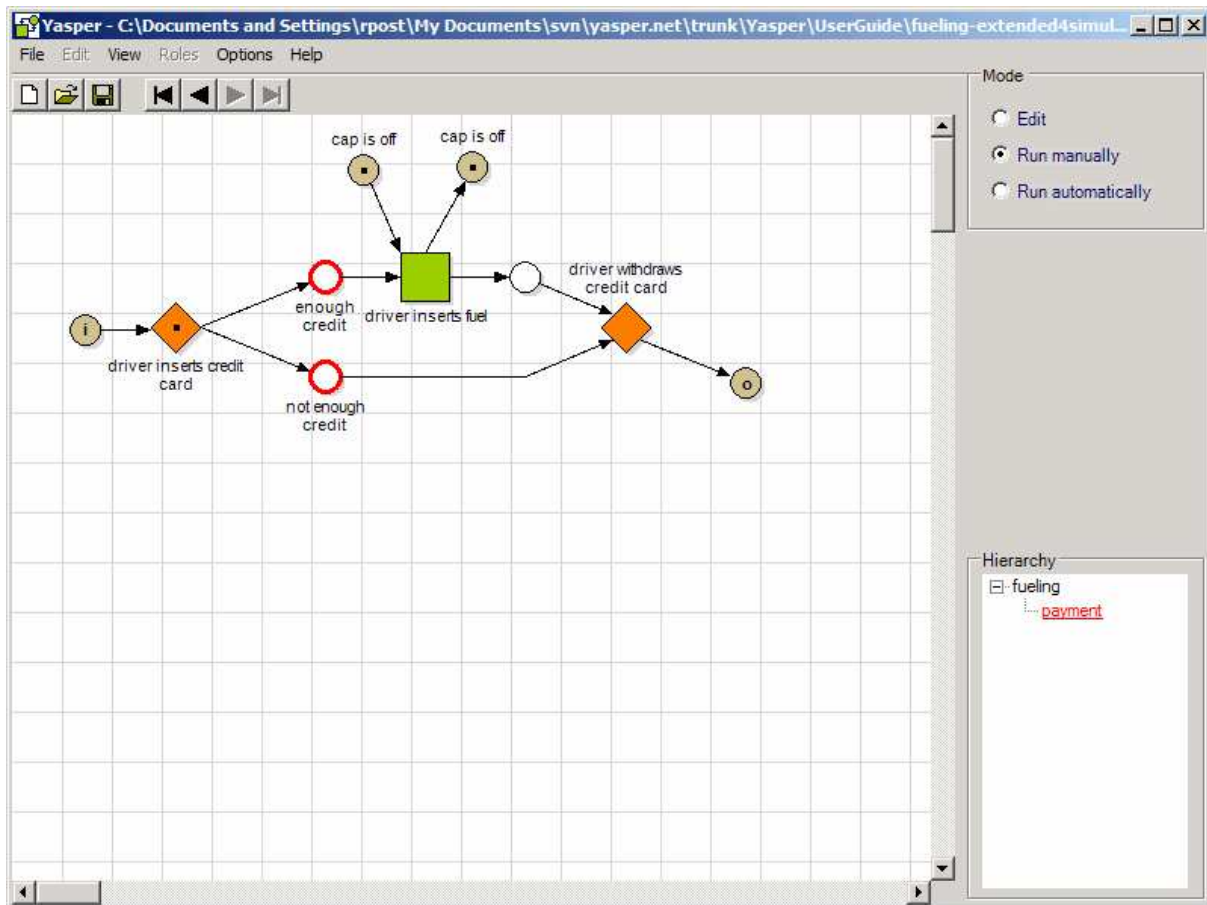 Yasper - C:\Documents and Settings\rpost\My Documents\svn\yasper.net\trunk\Yasper\UserGuide\fueling-extended4simul...
File Edit View Roles Options Help
Mode
Edit
Run manually
Run automatically
cap is off
cap is off
driver withdraws
credit card
enough
credit
driver inserts fuel
i
driver inserts credit
card
not enough
credit
o
Hierarchy
fueling
payment